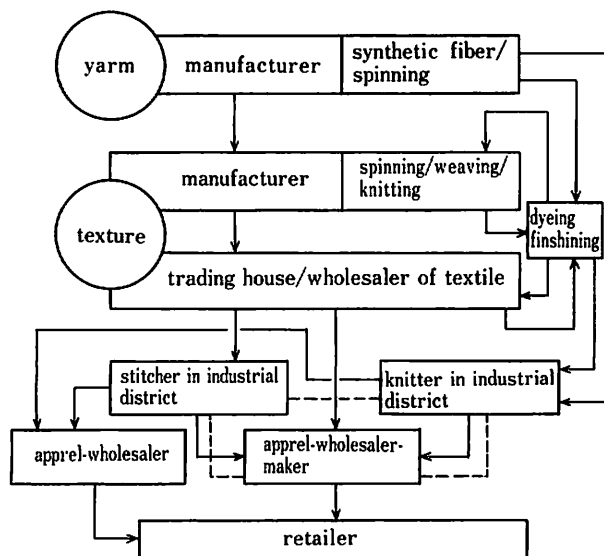 yarm
manufacturer
synthetic fiber/
spinning
manufacturer
spinning/weaving/
knitting
texture
dyeing
finshining
trading house/wholesaler of textile
stitcher in industrial
district
knitter in industrial
district
apprel-wholesaler
apprel-wholesaler-
maker
retailer